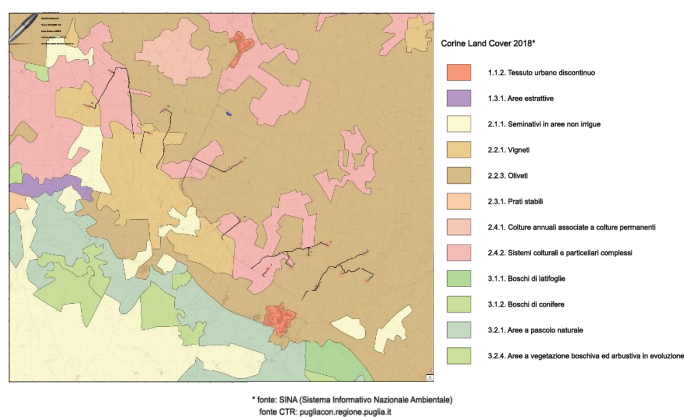 Corine Land Cover 2018*
1.1.2. Tessuto urbano discontinuo
1.3.1. Aree estrattive
2.1.1. Seminativi in aree non irrigue
2.2.1. Vigneti
2.2.3. Oliveti
2.3.1. Prati stabili
2.4.1. Colture annuali associate a colture permanenti
2.4.2. Sistemi colturali e particellari complessi
3.1.1. Boschi di latifoglie
3.1.2. Boschi di conifere
3.2.1. Aree a pascolo naturale
3.2.4. Aree a vegetazione boschiva ed arbustiva in evoluzione
* fonte: SINA (Sistema Informativo Nazionale Ambientale)
fonte CTR: pugliacon.regione.puglia.it